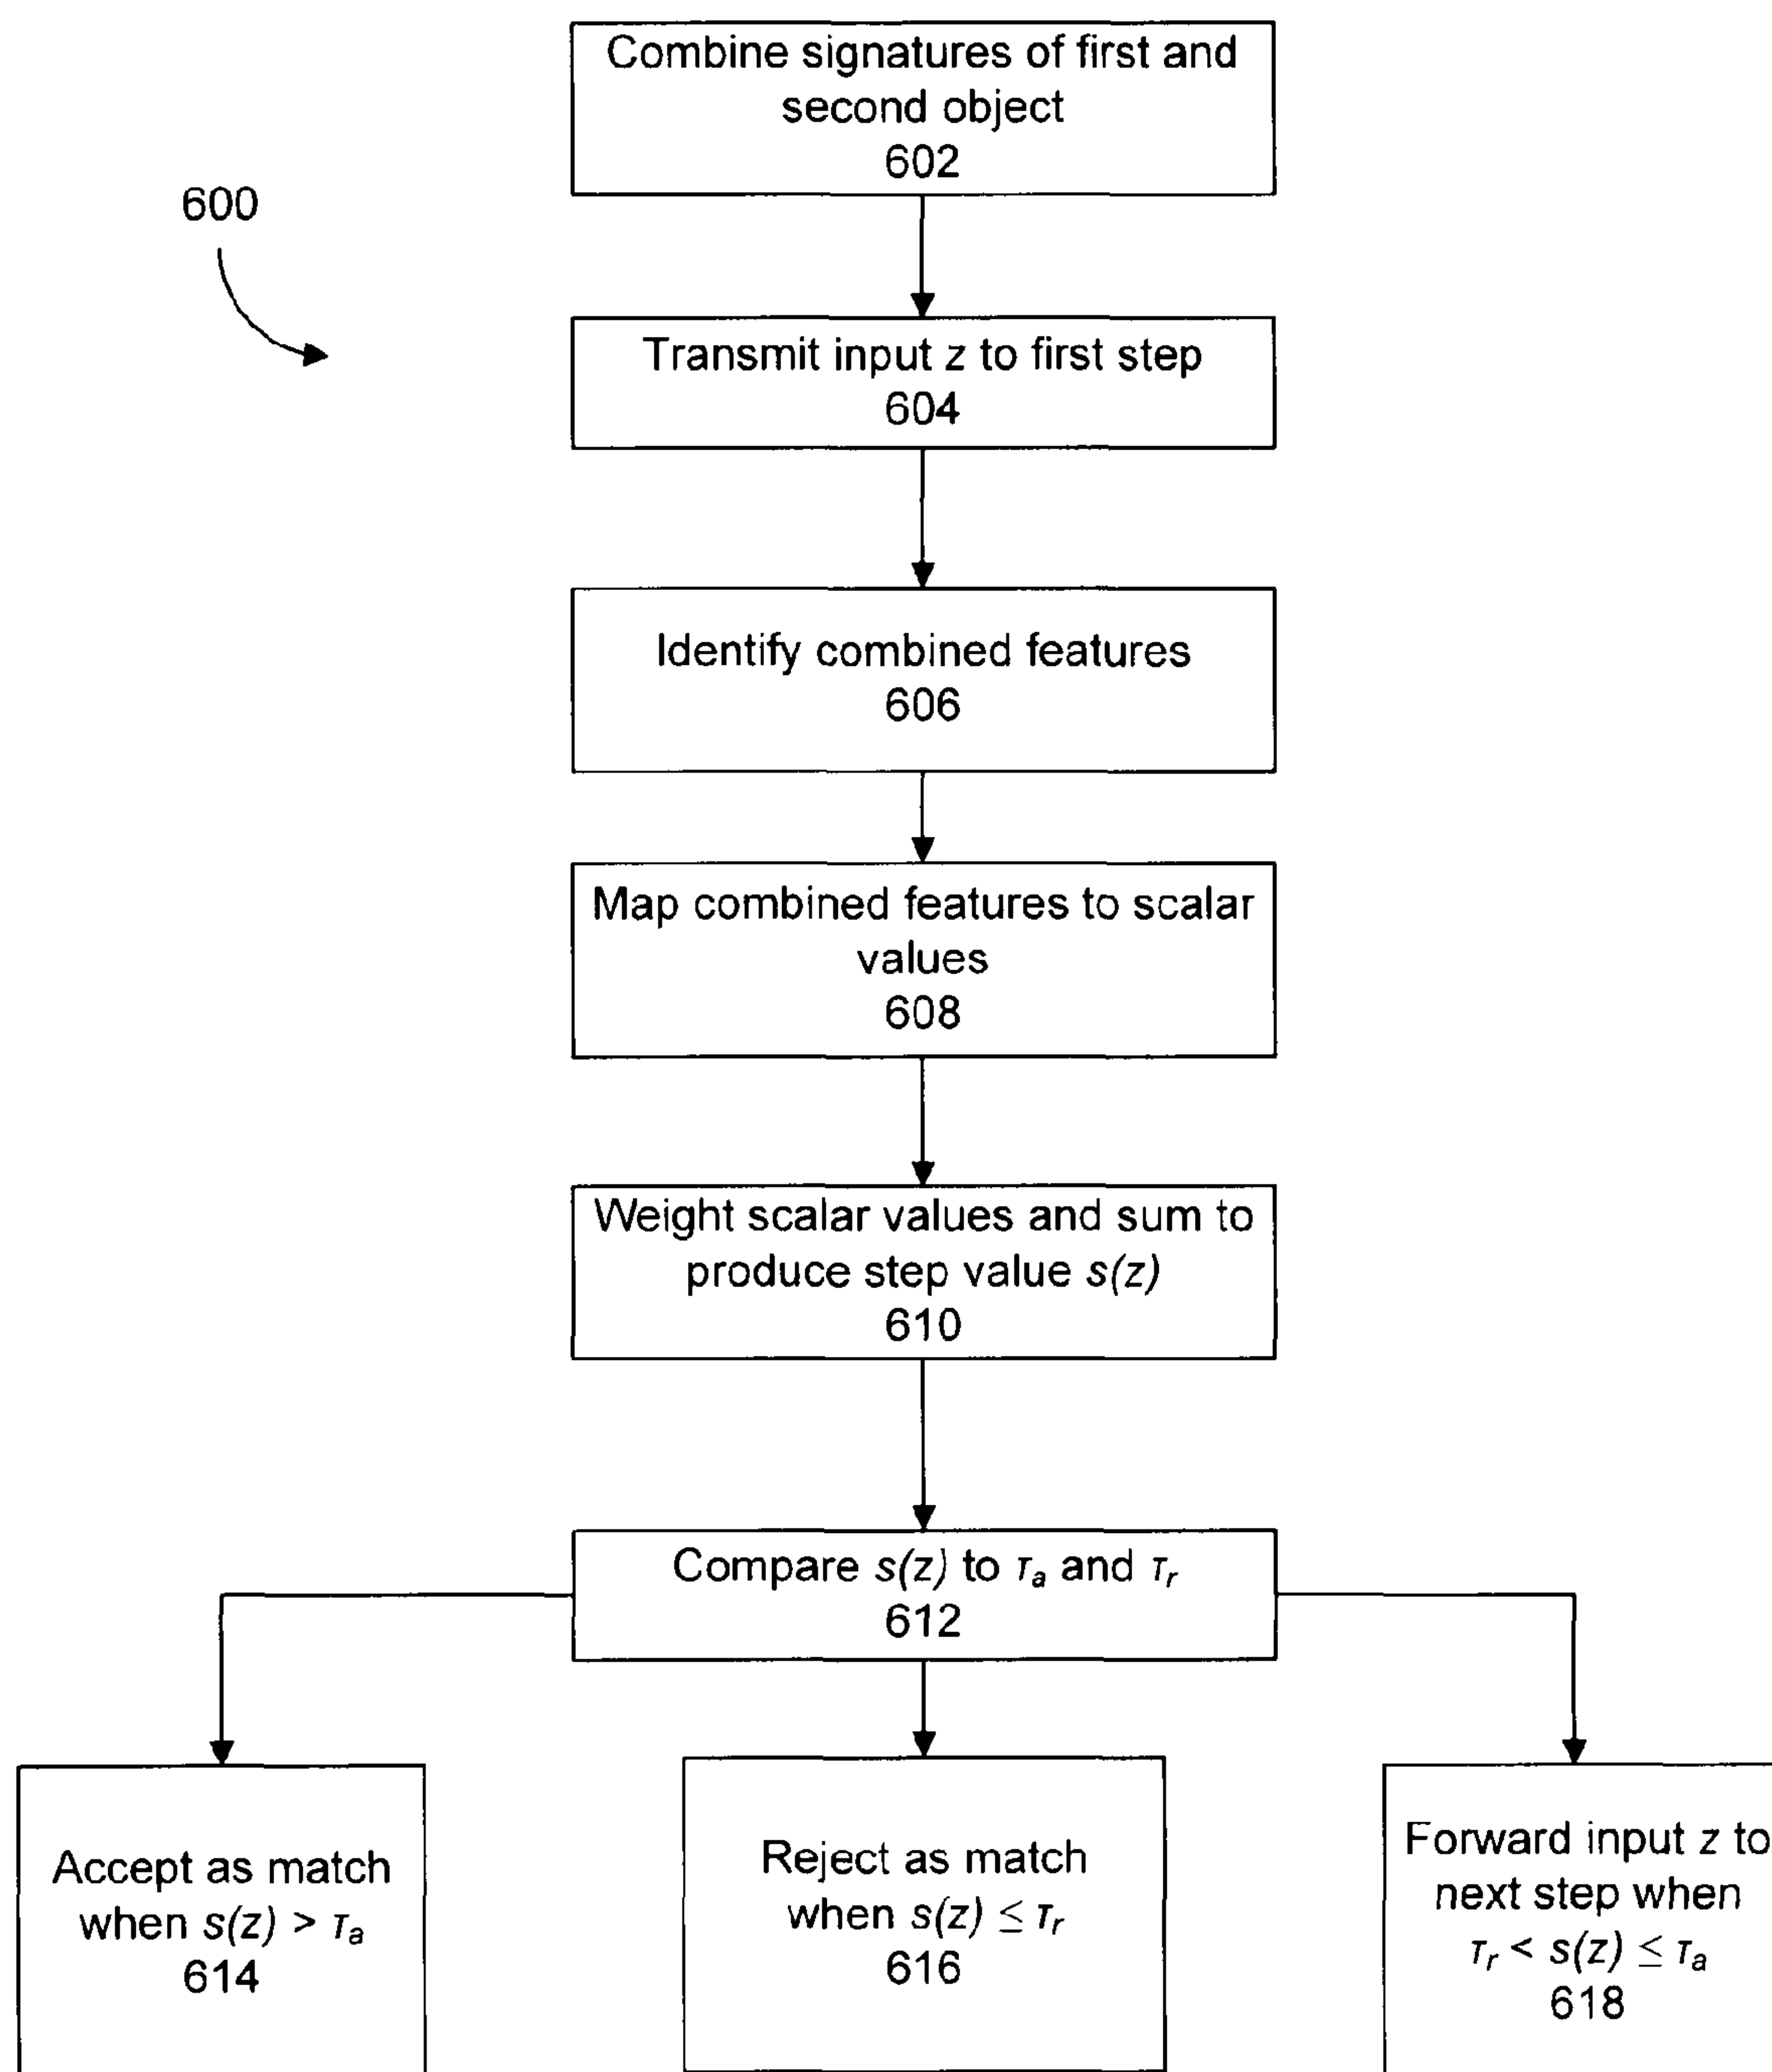 Combine signatures of first and
second object
602
600
Transmit input z to first step
604
Identify combined features
606
Map combined features to scalar
values
608
Weight scalar values and sum to
produce step value s(z)
610
Compare s(z) to τa and τr
612
Accept as match
when s(z) > τa
614
Reject as match
when s(z) ≤ τr
616
Forward input z to
next step when
τr < s(z) ≤ τa
618